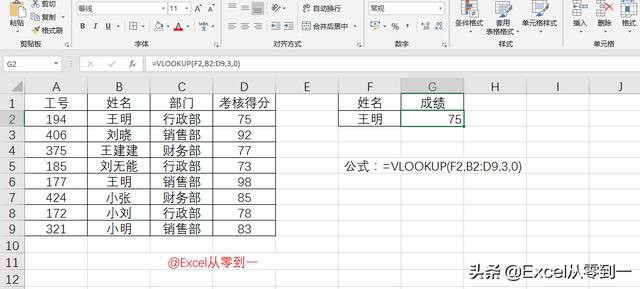 剪贴板 字体 对齐方式 数字 样式 单元格
格式刷 等线 11 自动换行 合并后居中 常规 条件格式 套用表格格式 单元格样式 插入 删除 格式
G2 =VLOOKUP(F2,B2:D9,3,0)
A B C D E F G H I J
1 工号 姓名 部门 考核得分 姓名 成绩
2 194 王明 行政部 75 王明 75
3 406 刘晓 销售部 92
4 375 王建建 财务部 77
5 185 刘无能 行政部 73 公式：=VLOOKUP(F2,B2:D9,3,0)
6 177 王明 销售部 98
7 424 小张 财务部 85
8 172 小刘 行政部 78
9 321 小明 销售部 83
10
11 @Excel从零到一
12 头条 @Excel从零到一